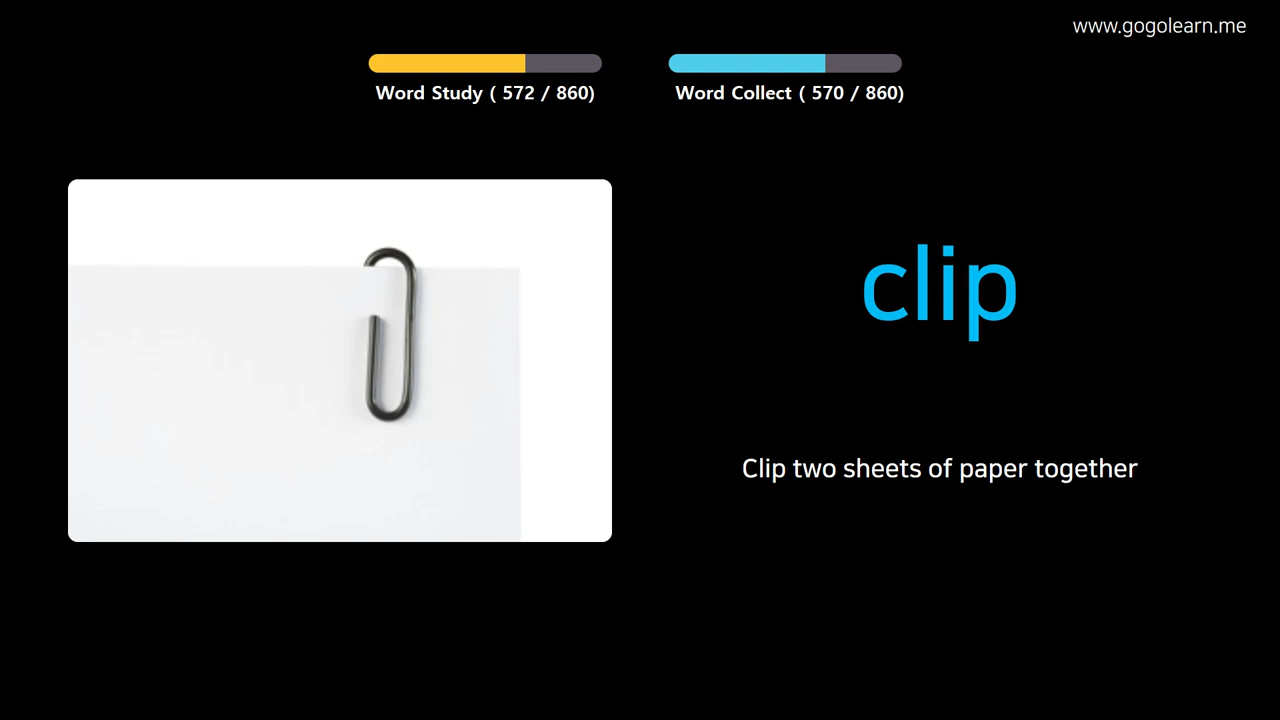 www.gogolearn.me
Word Study ( 572 / 860)
Word Collect ( 570 / 860)
clip
Clip two sheets of paper together